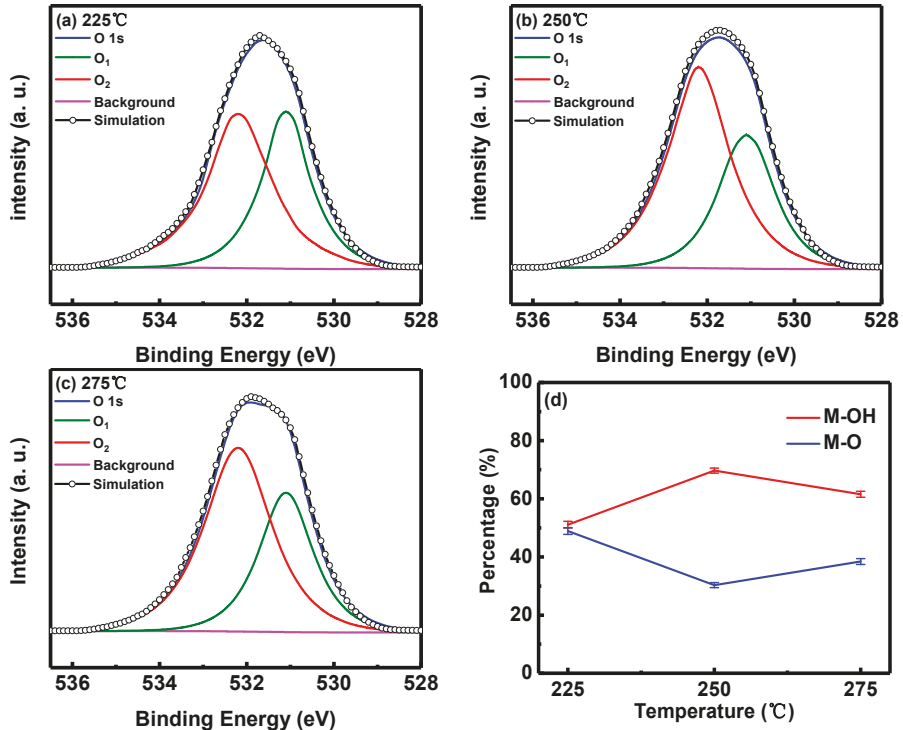 (a) 225℃
O 1s
O₁
O₂
Background
Simulation
intensity (a. u.)
536 534 532 530 528
Binding Energy (eV)
(b) 250℃
O 1s
O₁
O₂
Background
Simulation
intensity (a. u.)
536 534 532 530 528
Binding Energy (eV)
(c) 275℃
O 1s
O₁
O₂
Background
Simulation
Intensity (a. u.)
536 534 532 530 528
Binding Energy (eV)
(d)
M-OH
M-O
Percentage (%)
100
80
60
40
20
0
225 250 275
Temperature (℃)